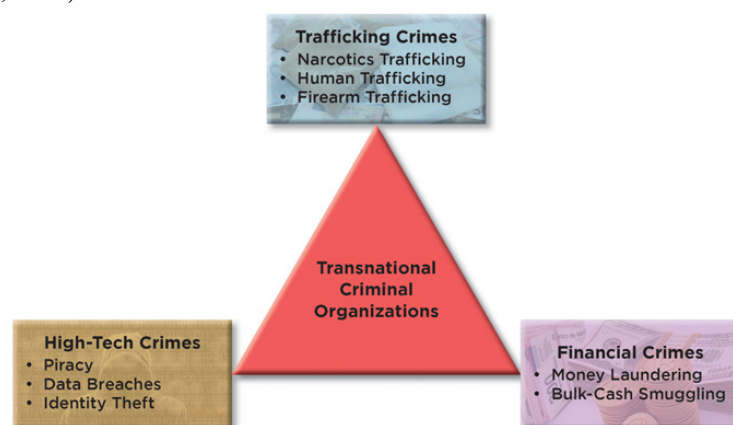 Trafficking Crimes
• Narcotics Trafficking
• Human Trafficking
• Firearm Trafficking
Transnational
Criminal
Organizations
High-Tech Crimes
• Piracy
• Data Breaches
• Identity Theft
Financial Crimes
• Money Laundering
• Bulk-Cash Smuggling